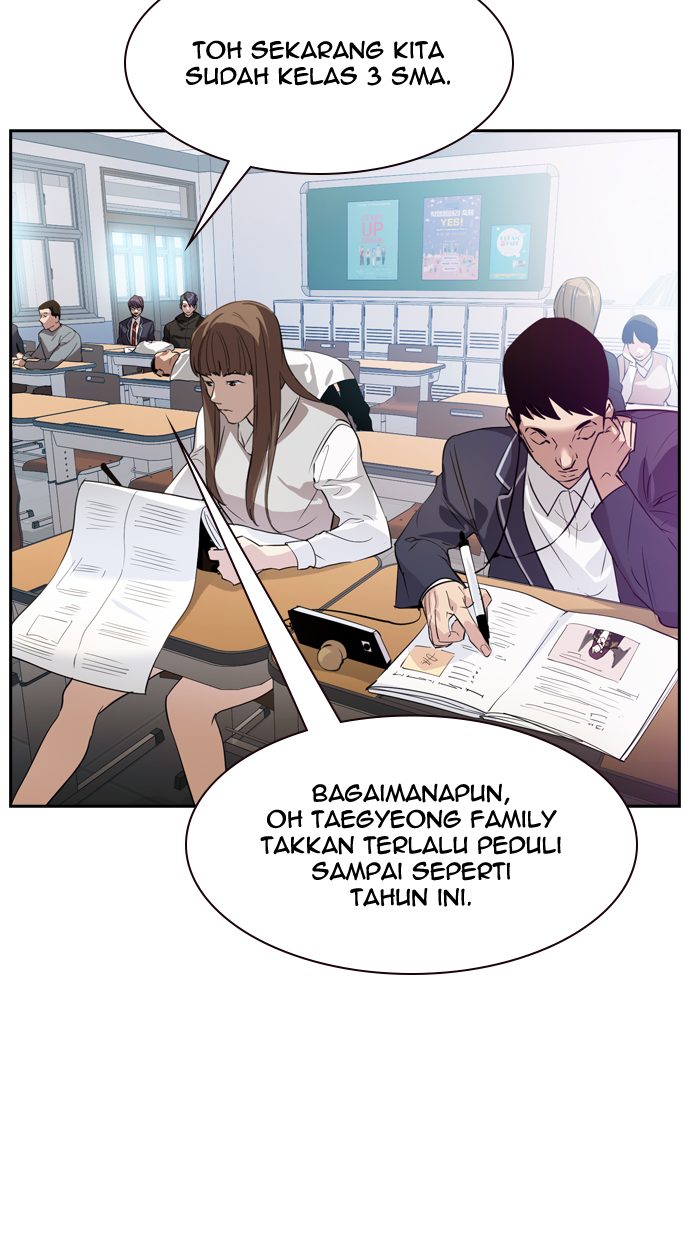 TOH SEKARANG KITA
SUDAH KELAS 3 SMA.
UP
YES!
BAGAIMANAPUN,
OH TAEGYEONG FAMILY
TAKKAN TERLALU PEDULI
SAMPAI SEPERTI
TAHUN INI.